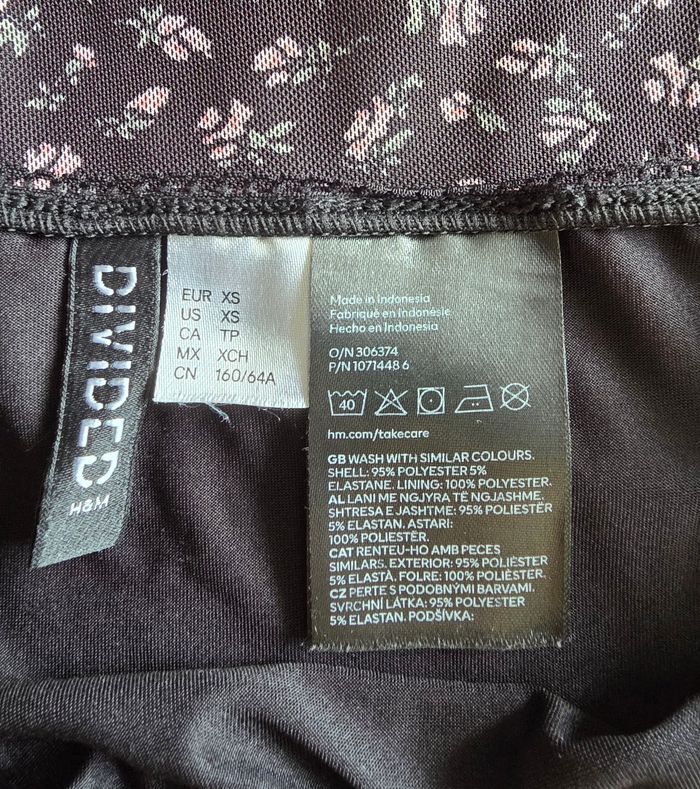 DIVIDED
H&M
EUR XS
US XS
CA TP
MX XCH
CN 160/64A
Made in Indonesia
Fabriqué en Indonésie
Hecho en Indonesia
O/N 306374
P/N 1071448 6
40
hm.com/takecare
GB WASH WITH SIMILAR COLOURS.
SHELL: 95% POLYESTER 5%
ELASTANE. LINING: 100% POLYESTER.
AL LANI ME NGJYRA TË NGJASHME.
SHTRESA E JASHTME: 95% POLIESTËR
5% ELASTAN. ASTARI:
100% POLIESTËR.
CAT RENTEU-HO AMB PECES
SIMILARS. EXTERIOR: 95% POLIÈSTER
5% ELASTÀ. FOLRE: 100% POLIÈSTER.
CZ PERTE S PODOBNÝMI BARVAMI.
SVRCHNÍ LÁTKA: 95% POLYESTER
5% ELASTAN. PODŠÍVKA: